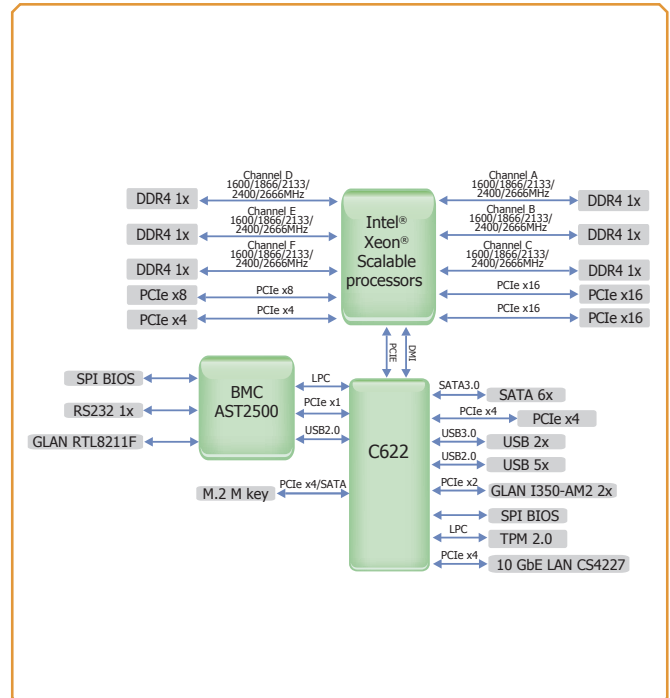 Channel D
1600/1866/2133/
2400/2666MHz
DDR4 1x
Channel E
1600/1866/2133/
2400/2666MHz
DDR4 1x
Channel F
1600/1866/2133/
2400/2666MHz
DDR4 1x
PCIe x8
PCIe x8
PCIe x4
PCIe x4
Intel®
Xeon®
Scalable
processors
Channel A
1600/1866/2133/
2400/2666MHz
DDR4 1x
Channel B
1600/1866/2133/
2400/2666MHz
DDR4 1x
Channel C
1600/1866/2133/
2400/2666MHz
DDR4 1x
PCIe x16
PCIe x16
PCIe x16
PCIe x16
PCIE
DMI
SPI BIOS
RS232 1x
GLAN RTL8211F
BMC
AST2500
LPC
PCIe x1
USB2.0
M.2 M key
PCIe x4/SATA
C622
SATA3.0
SATA 6x
PCIe x4
PCIe x4
USB3.0
USB 2x
USB2.0
USB 5x
PCIe x2
GLAN I350-AM2 2x
SPI BIOS
LPC
TPM 2.0
PCIe x4
10 GbE LAN CS4227